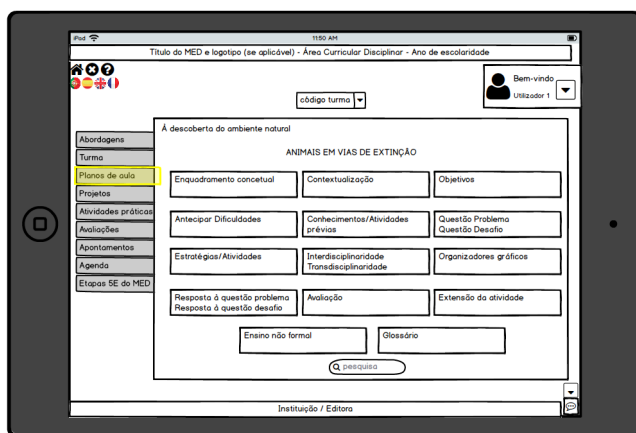 iPad
11:50 AM
Título do MED e logotipo (se aplicável) - Área Curricular Disciplinar - Ano de escolaridade
Bem-vindo
Utilizador 1
código turma
À descoberta do ambiente natural
ANIMAIS EM VIAS DE EXTINÇÃO
Abordagens
Turma
Planos de aula
Projetos
Atividades práticas
Avaliações
Apontamentos
Agenda
Etapas 5E do MED
Enquadramento concetual
Contextualização
Objetivos
Antecipar Dificuldades
Conhecimentos/Atividades
prévias
Questão Problema
Questão Desafio
Estratégias/Atividades
Interdisciplinaridade
Transdisciplinaridade
Organizadores gráficos
Resposta à questão problema
Resposta à questão desafio
Avaliação
Extensão da atividade
Ensino não formal
Glossário
pesquisa
Instituição / Editora